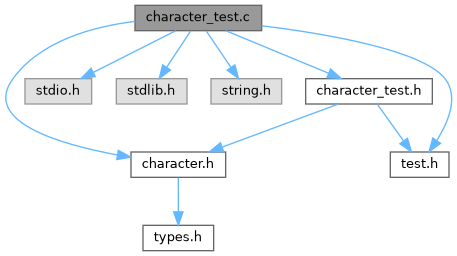 character_test.c
stdio.h
stdlib.h
string.h
character_test.h
character.h
test.h
types.h